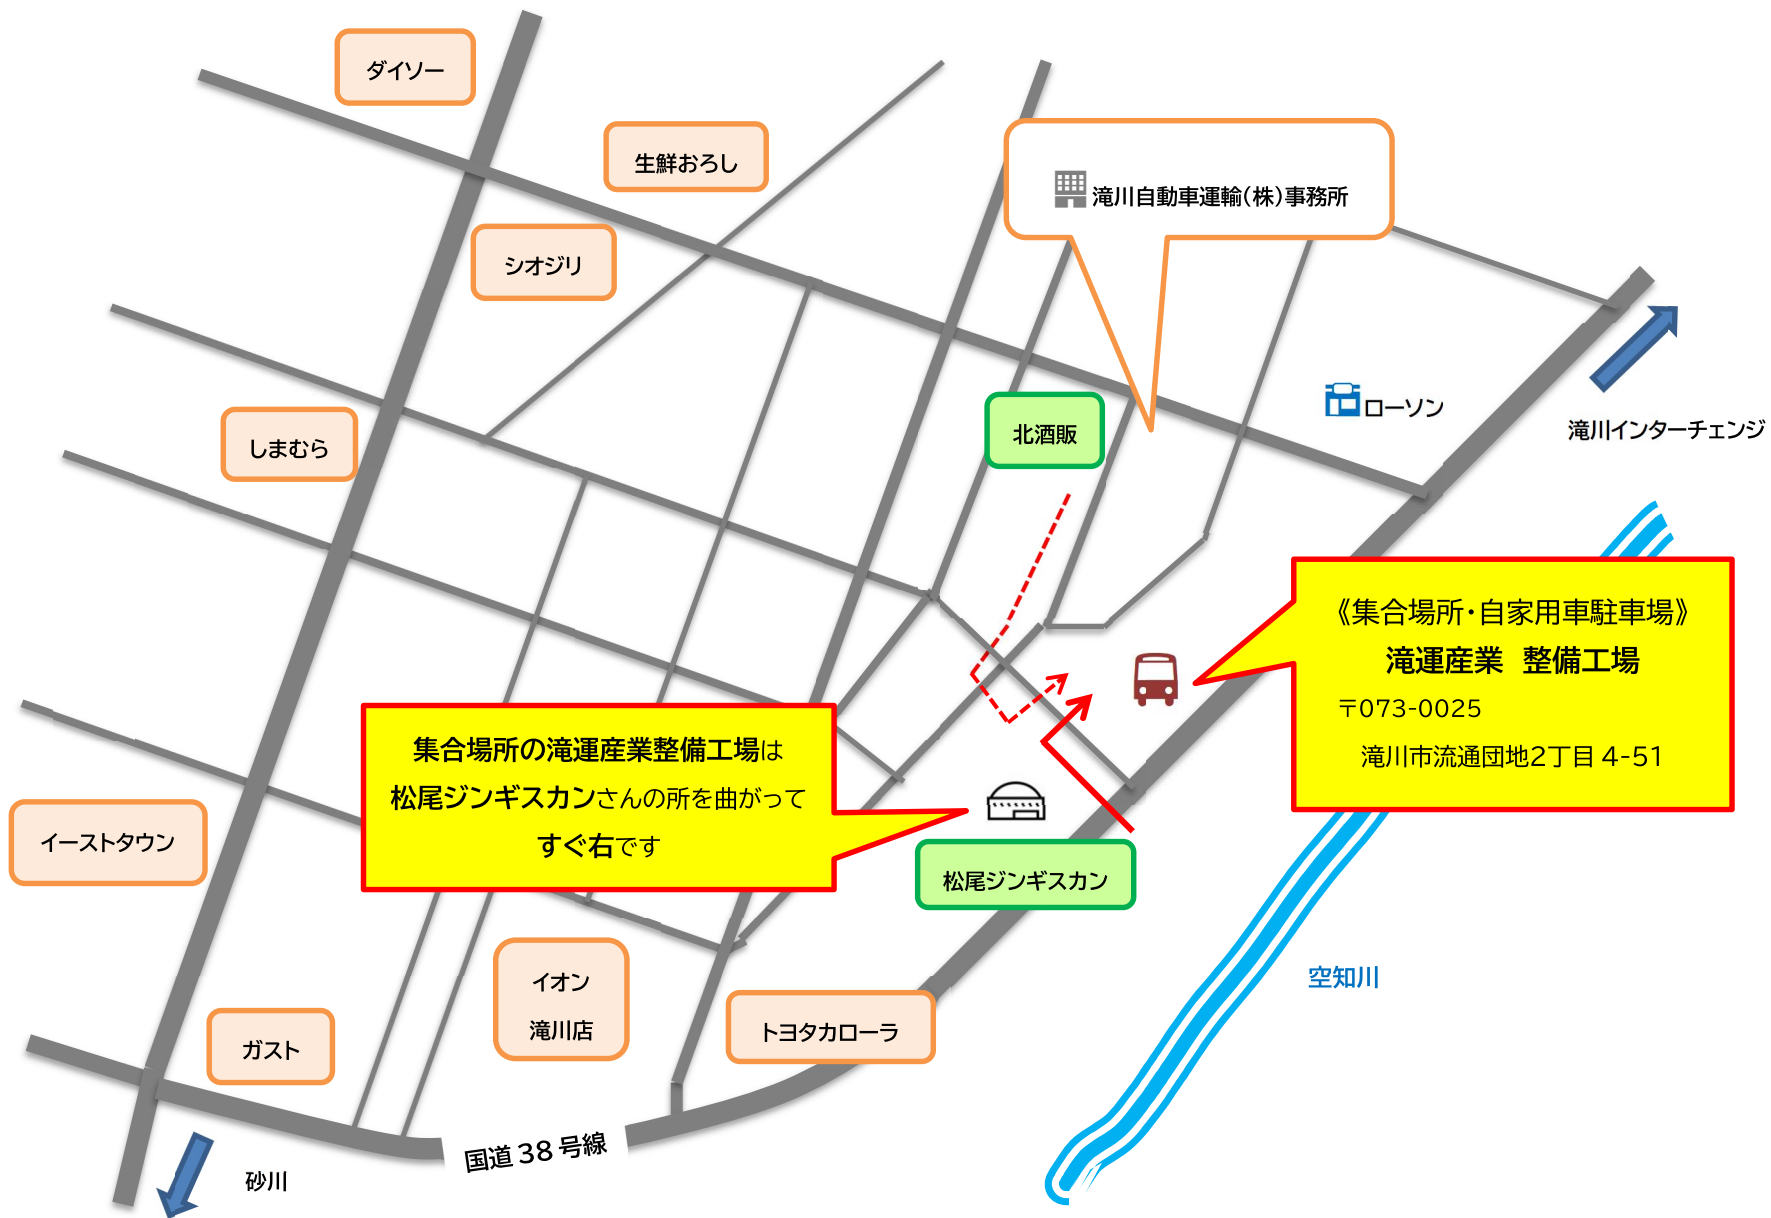 ダイソー
生鮮おろし
滝川自動車運輸(株)事務所
シオジリ
ローソン
滝川インターチェンジ
北酒販
しまむら
《集合場所・自家用車駐車場》
滝運産業 整備工場
〒073-0025
滝川市流通団地2丁目4-51
集合場所の滝運産業整備工場は
松尾ジンギスカンさんの所を曲がって
すぐ右です
イーストタウン
松尾ジンギスカン
空知川
イオン
滝川店
トヨタカローラ
ガスト
国道38号線
砂川